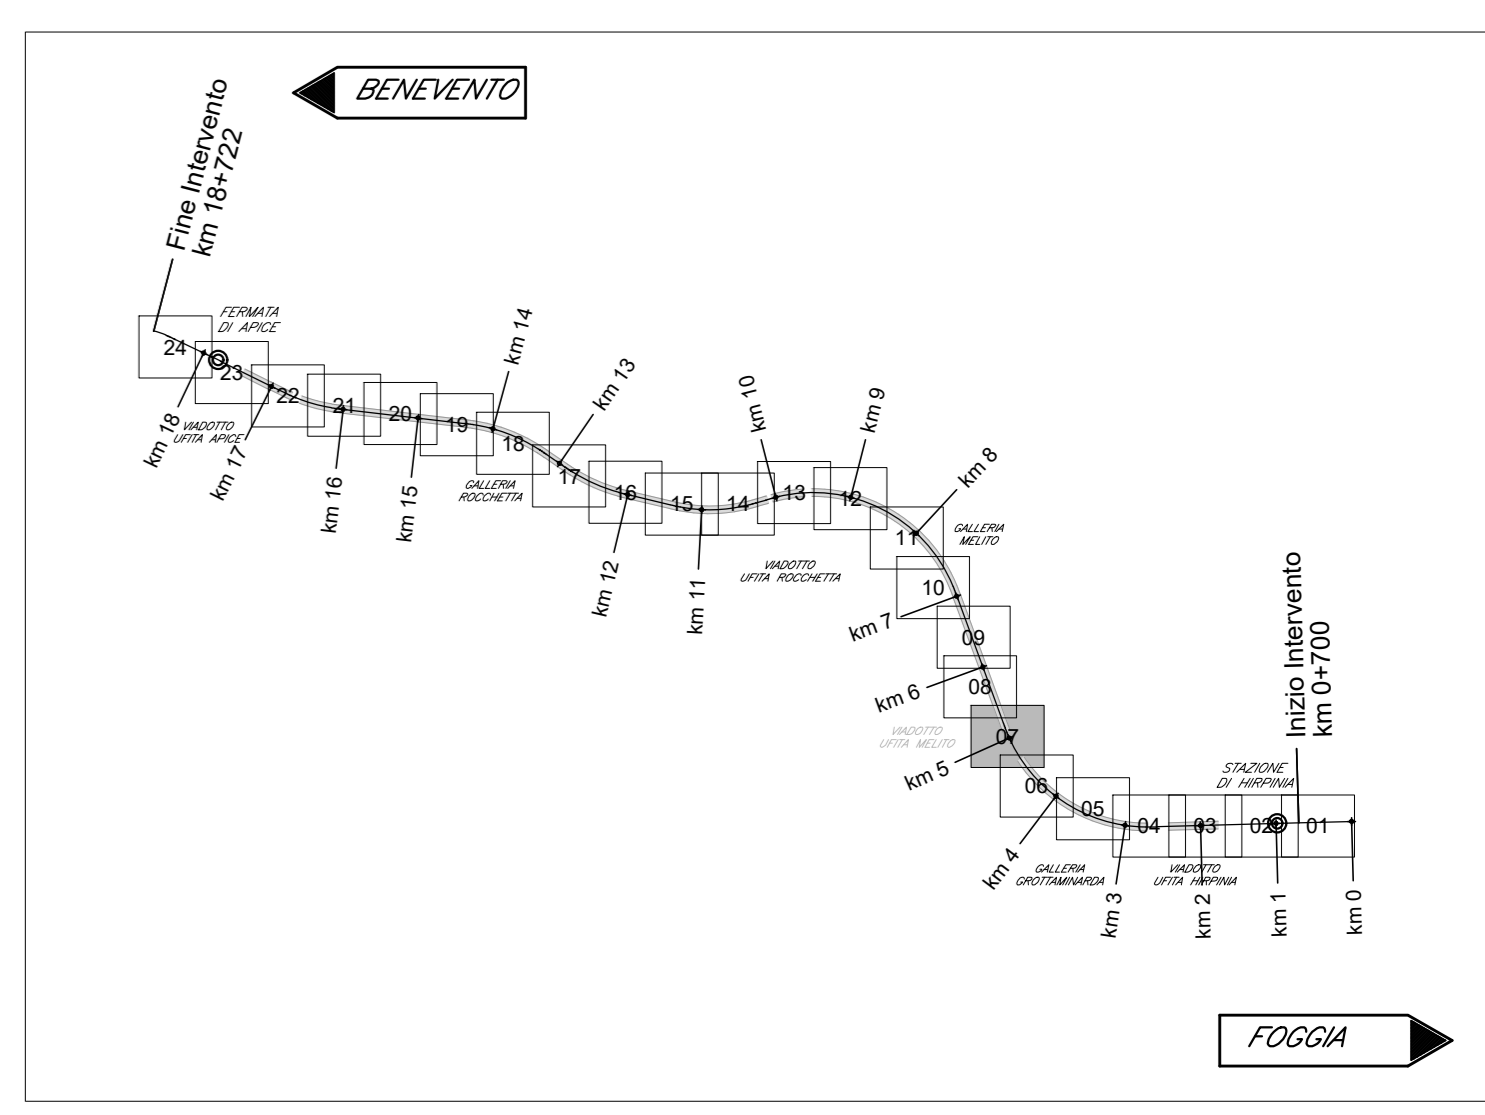 BENEVENTO
Fine Intervento
km 18+722
FERMATA
DI APICE
24
23
22
21
20
19
18
17
16
15
14
13
12
11
10
09
08
07
06
05
04
03
02
01
km 18
VIADOTTO
UFITA APICE
km 17
km 16
km 15
km 14
GALLERIA
ROCCHETTA
km 13
km 12
km 11
km 10
VIADOTTO
UFITA ROCCHETTA
km 9
km 8
GALLERIA
MELITO
km 7
km 6
VIADOTTO
UFITA MELITO
km 5
km 4
GALLERIA
GROTTAMINARDA
km 3
VIADOTTO
UFITA HIRPINIA
km 2
STAZIONE
DI HIRPINIA
km 1
Inizio Intervento
km 0+700
km 0
FOGGIA